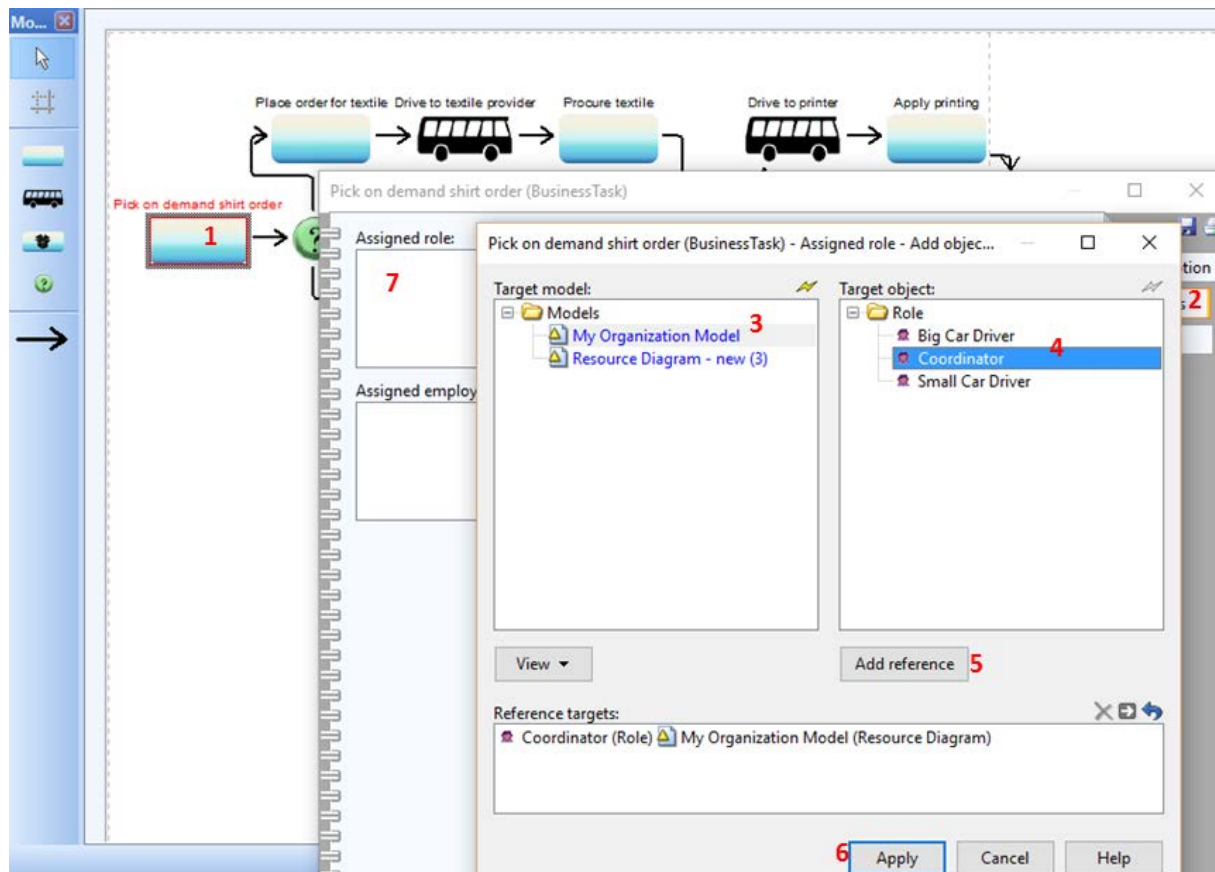 Mo...
Place order for textile
Drive to textile provider
Procure textile
Drive to printer
Apply printing
Pick on demand shirt order
1
?
Pick on demand shirt order (BusinessTask)
Assigned role:
7
Assigned employ
tion
2
Pick on demand shirt order (BusinessTask) - Assigned role - Add objec...
Target model:
Models
My Organization Model
3
Resource Diagram - new (3)
Target object:
Role
Big Car Driver
Coordinator
4
Small Car Driver
View
Add reference
5
Reference targets:
Coordinator (Role) My Organization Model (Resource Diagram)
6
Apply
Cancel
Help